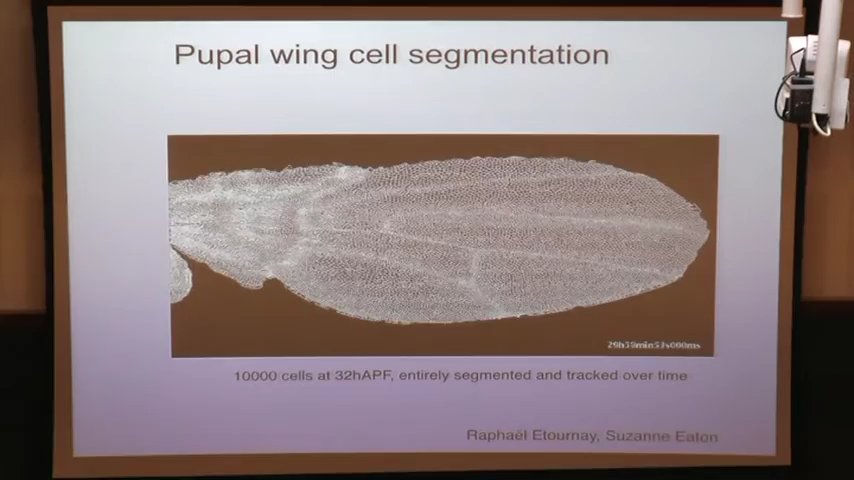 Pupal wing cell segmentation
10000 cells at 32hAPF, entirely segmented and tracked over time
Raphaël Etournay, Suzanne Eaton